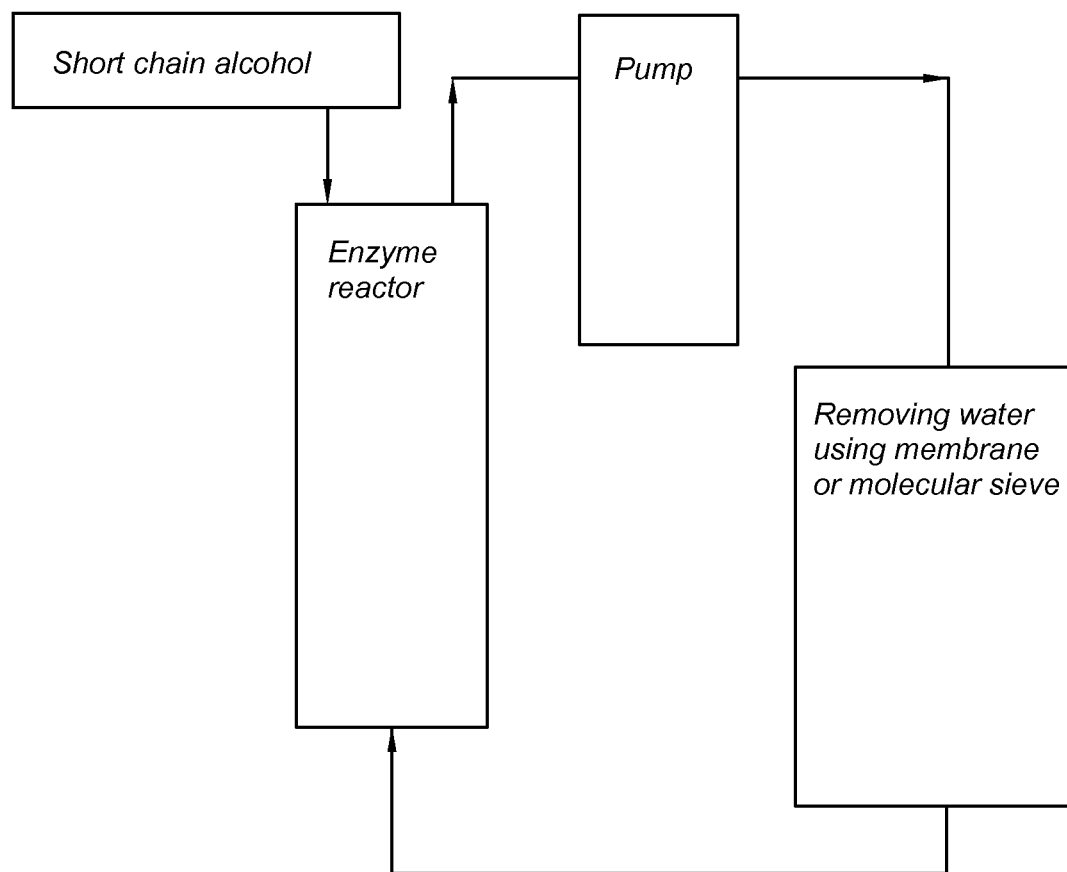 Short chain alcohol
Pump
Enzyme
reactor
Removing water
using membrane
or molecular sieve